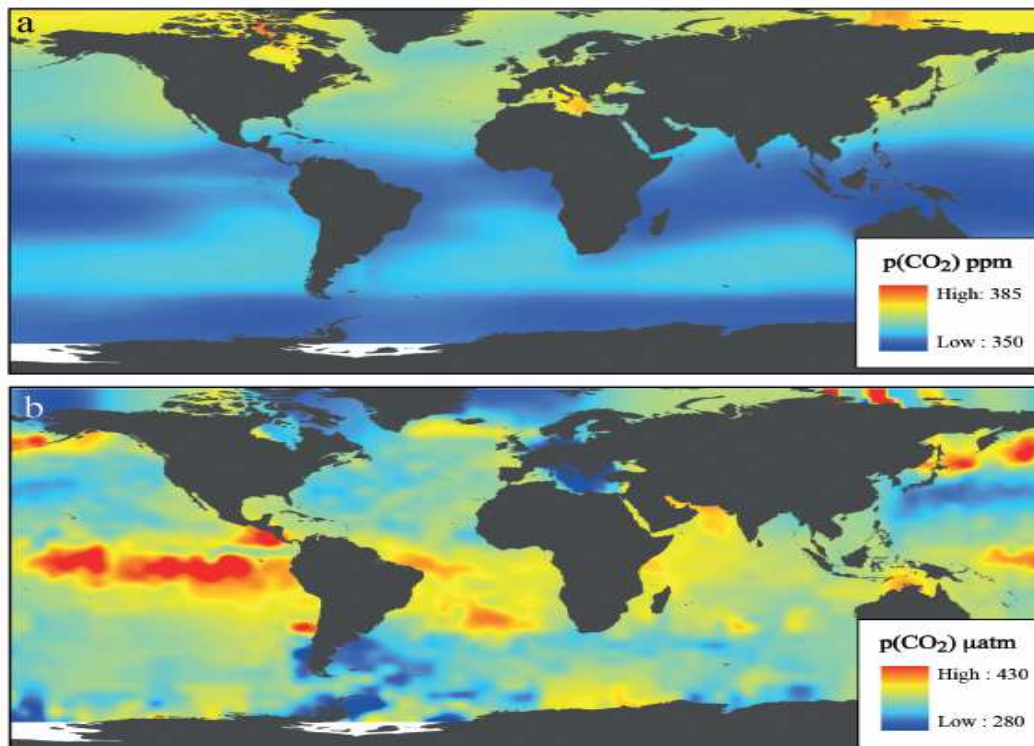 a
p(CO₂) ppm
High: 385
Low : 350
b
p(CO₂) µatm
High : 430
Low : 280